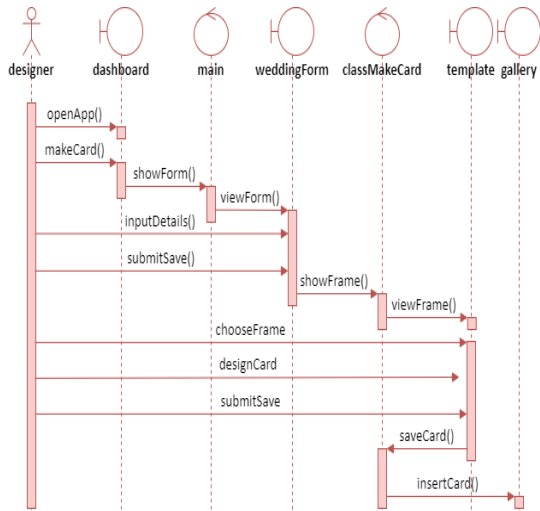 designer dashboard main weddingForm classMakeCard template gallery
openApp()
makeCard()
showForm()
viewForm()
inputDetails()
submitSave()
showFrame()
viewFrame()
chooseFrame
designCard
submitSave
saveCard()
insertCard()